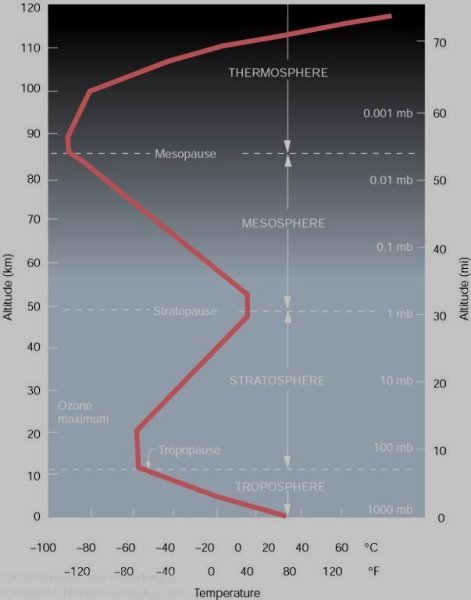 120
110
100
90
80
70
60
50
40
30
20
10
0
Altitude (km)
THERMOSPHERE
0.001 mb
Mesopause
0.01 mb
MESOSPHERE
0.1 mb
Stratopause
1 mb
STRATOSPHERE
10 mb
Ozone
maximum
100 mb
Tropopause
TROPOSPHERE
1000 mb
70
60
50
40
30
20
10
0
Altitude (mi)
-100 -80 -60 -40 -20 0 20 40 60 °C
-120 -80 -40 0 40 80 120 °F
Temperature